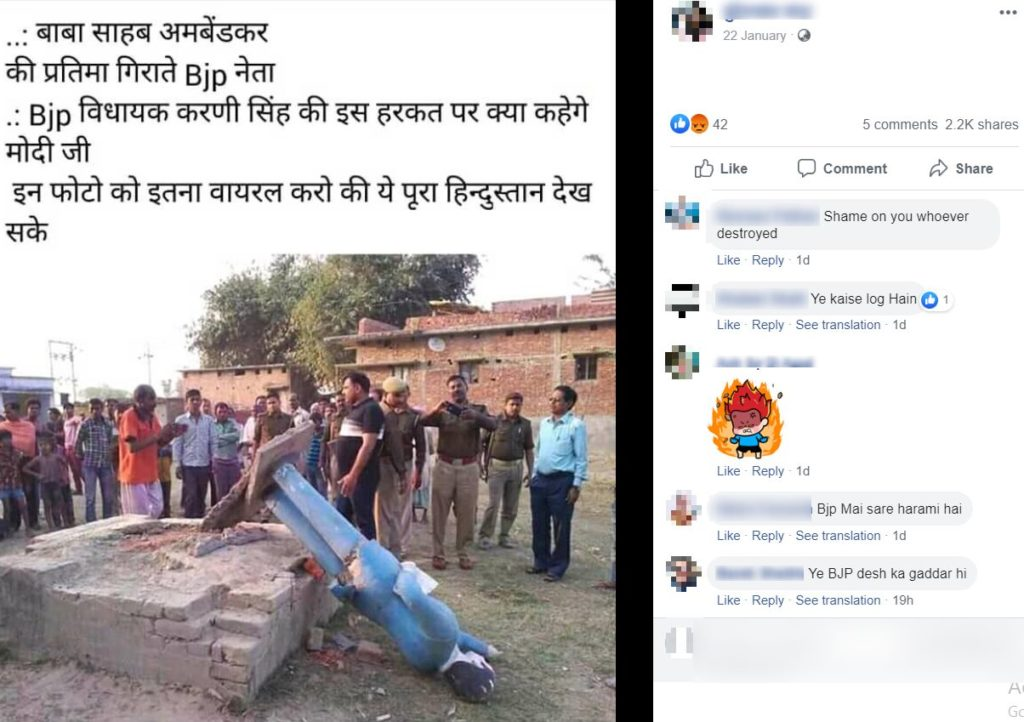 ..: बाबा साहब अमबेंडकर
की प्रतिमा गिराते Bjp नेता
.: Bjp विधायक करणी सिंह की इस हरकत पर क्या कहेगे
मोदी जी
इन फोटो को इतना वायरल करो की ये पूरा हिन्दुस्तान देख
सके
22 January
42
5 comments 2.2K shares
Like Comment Share
Shame on you whoever
destroyed
Like · Reply · 1d
Ye kaise log Hain
1
Like · Reply · See translation · 1d
Like · Reply · 1d
Bjp Mai sare harami hai
Like · Reply · See translation · 1d
Ye BJP desh ka gaddar hi
Like · Reply · See translation · 19h